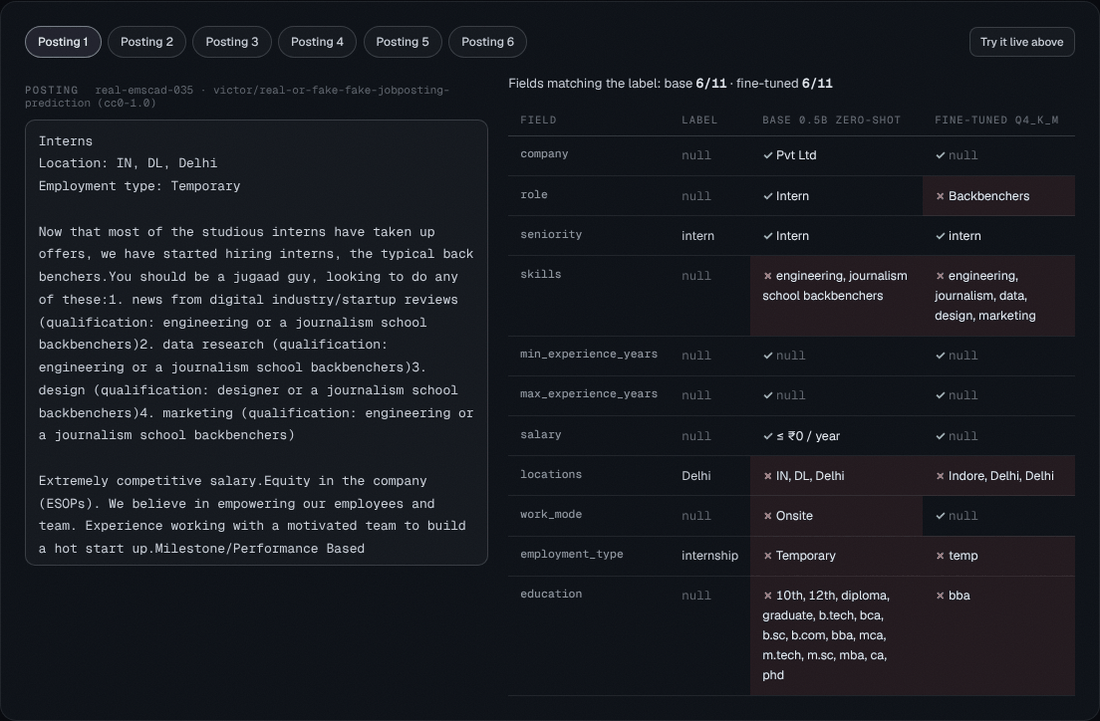 Posting 1 Posting 2 Posting 3 Posting 4 Posting 5 Posting 6 Try it live above
POSTING real-emscad-035 · victor/real-or-fake-fake-jobposting-
prediction (cc0-1.0)
Interns
Location: IN, DL, Delhi
Employment type: Temporary
Now that most of the studious interns have taken up
offers, we have started hiring interns, the typical back
benchers.You should be a jugaad guy, looking to do any
of these:1. news from digital industry/startup reviews
(qualification: engineering or a journalism school
backbenchers)2. data research (qualification:
engineering or a journalism school backbenchers)3.
design (qualification: designer or a journalism school
backbenchers)4. marketing (qualification: engineering or
a journalism school backbenchers)
Extremely competitive salary.Equity in the company
(ESOPs). We believe in empowering our employees and
team. Experience working with a motivated team to build
a hot start up.Milestone/Performance Based
Fields matching the label: base 6/11 · fine-tuned 6/11
FIELD LABEL BASE 0.5B ZERO-SHOT FINE-TUNED Q4_K_M
company null ✓ Pvt Ltd ✓ null
role null ✓ Intern × Backbenchers
seniority intern ✓ Intern ✓ intern
skills null × engineering, journalism × engineering,
school backbenchers journalism, data,
design, marketing
min_experience_years null ✓ null ✓ null
max_experience_years null ✓ null ✓ null
salary null ✓ ≤ ₹0 / year ✓ null
locations Delhi × IN, DL, Delhi × Indore, Delhi, Delhi
work_mode null × Onsite ✓ null
employment_type internship × Temporary × temp
education null × 10th, 12th, diploma, × bba
graduate, b.tech, bca,
b.sc, b.com, bba, mca,
m.tech, m.sc, mba, ca,
phd